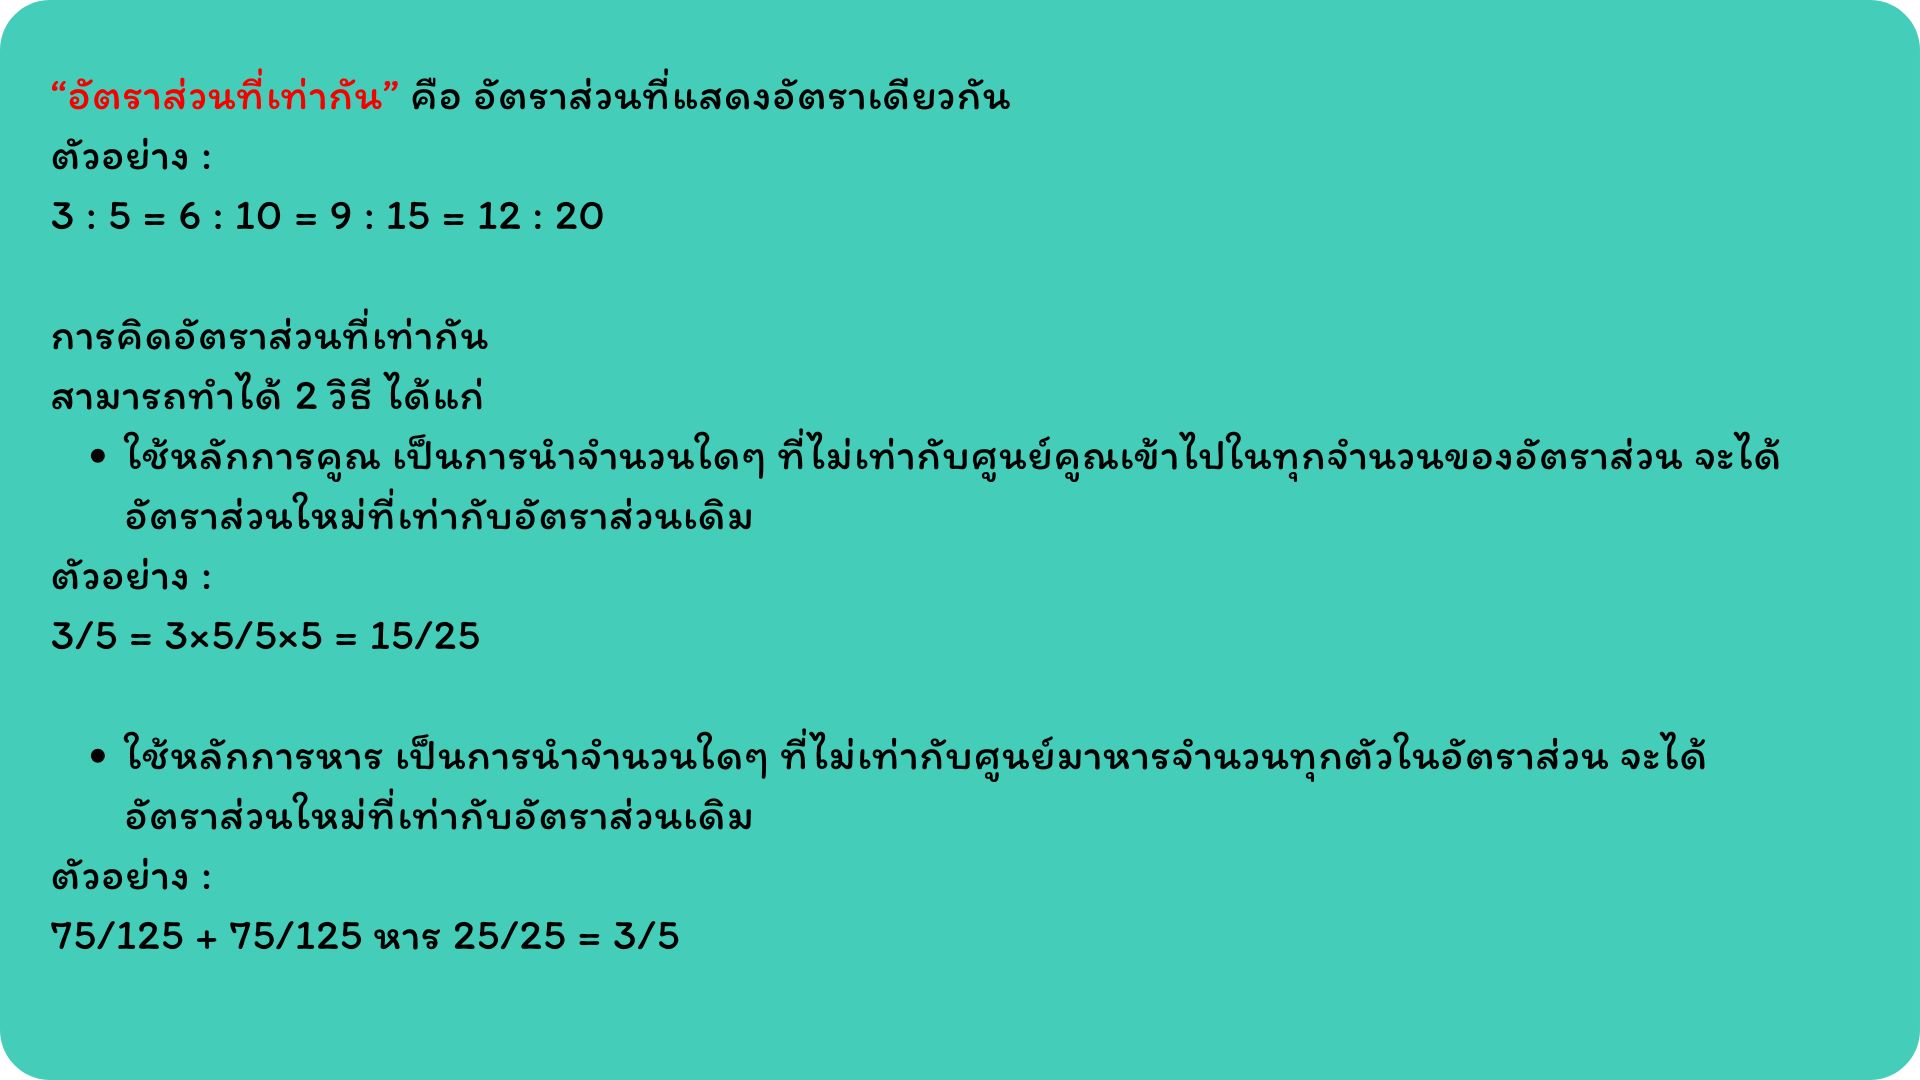 “อัตราส่วนที่เท่ากัน” คือ อัตราส่วนที่แสดงอัตราเดียวกัน
ตัวอย่าง :
3 : 5 = 6 : 10 = 9 : 15 = 12 : 20
การคิดอัตราส่วนที่เท่ากัน
สามารถทำได้ 2 วิธี ได้แก่
• ใช้หลักการคูณ เป็นการนำจำนวนใดๆ ที่ไม่เท่ากับศูนย์คูณเข้าไปในทุกจำนวนของอัตราส่วน จะได้
อัตราส่วนใหม่ที่เท่ากับอัตราส่วนเดิม
ตัวอย่าง :
3/5 = 3×5/5×5 = 15/25
• ใช้หลักการหาร เป็นการนำจำนวนใดๆ ที่ไม่เท่ากับศูนย์มาหารจำนวนทุกตัวในอัตราส่วน จะได้
อัตราส่วนใหม่ที่เท่ากับอัตราส่วนเดิม
ตัวอย่าง :
75/125 + 75/125 หาร 25/25 = 3/5